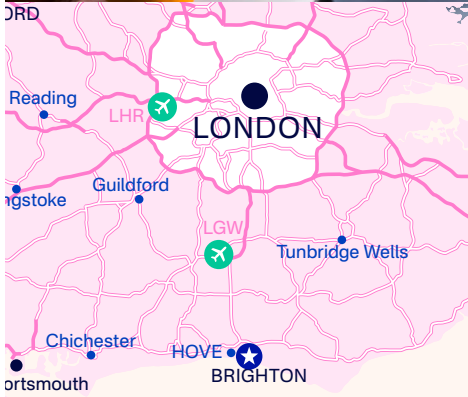 ORD
Reading
LHR
LONDON
ngstoke
Guildford
LGW
Tunbridge Wells
Chichester
HOVE
BRIGHTON
ortsmouth